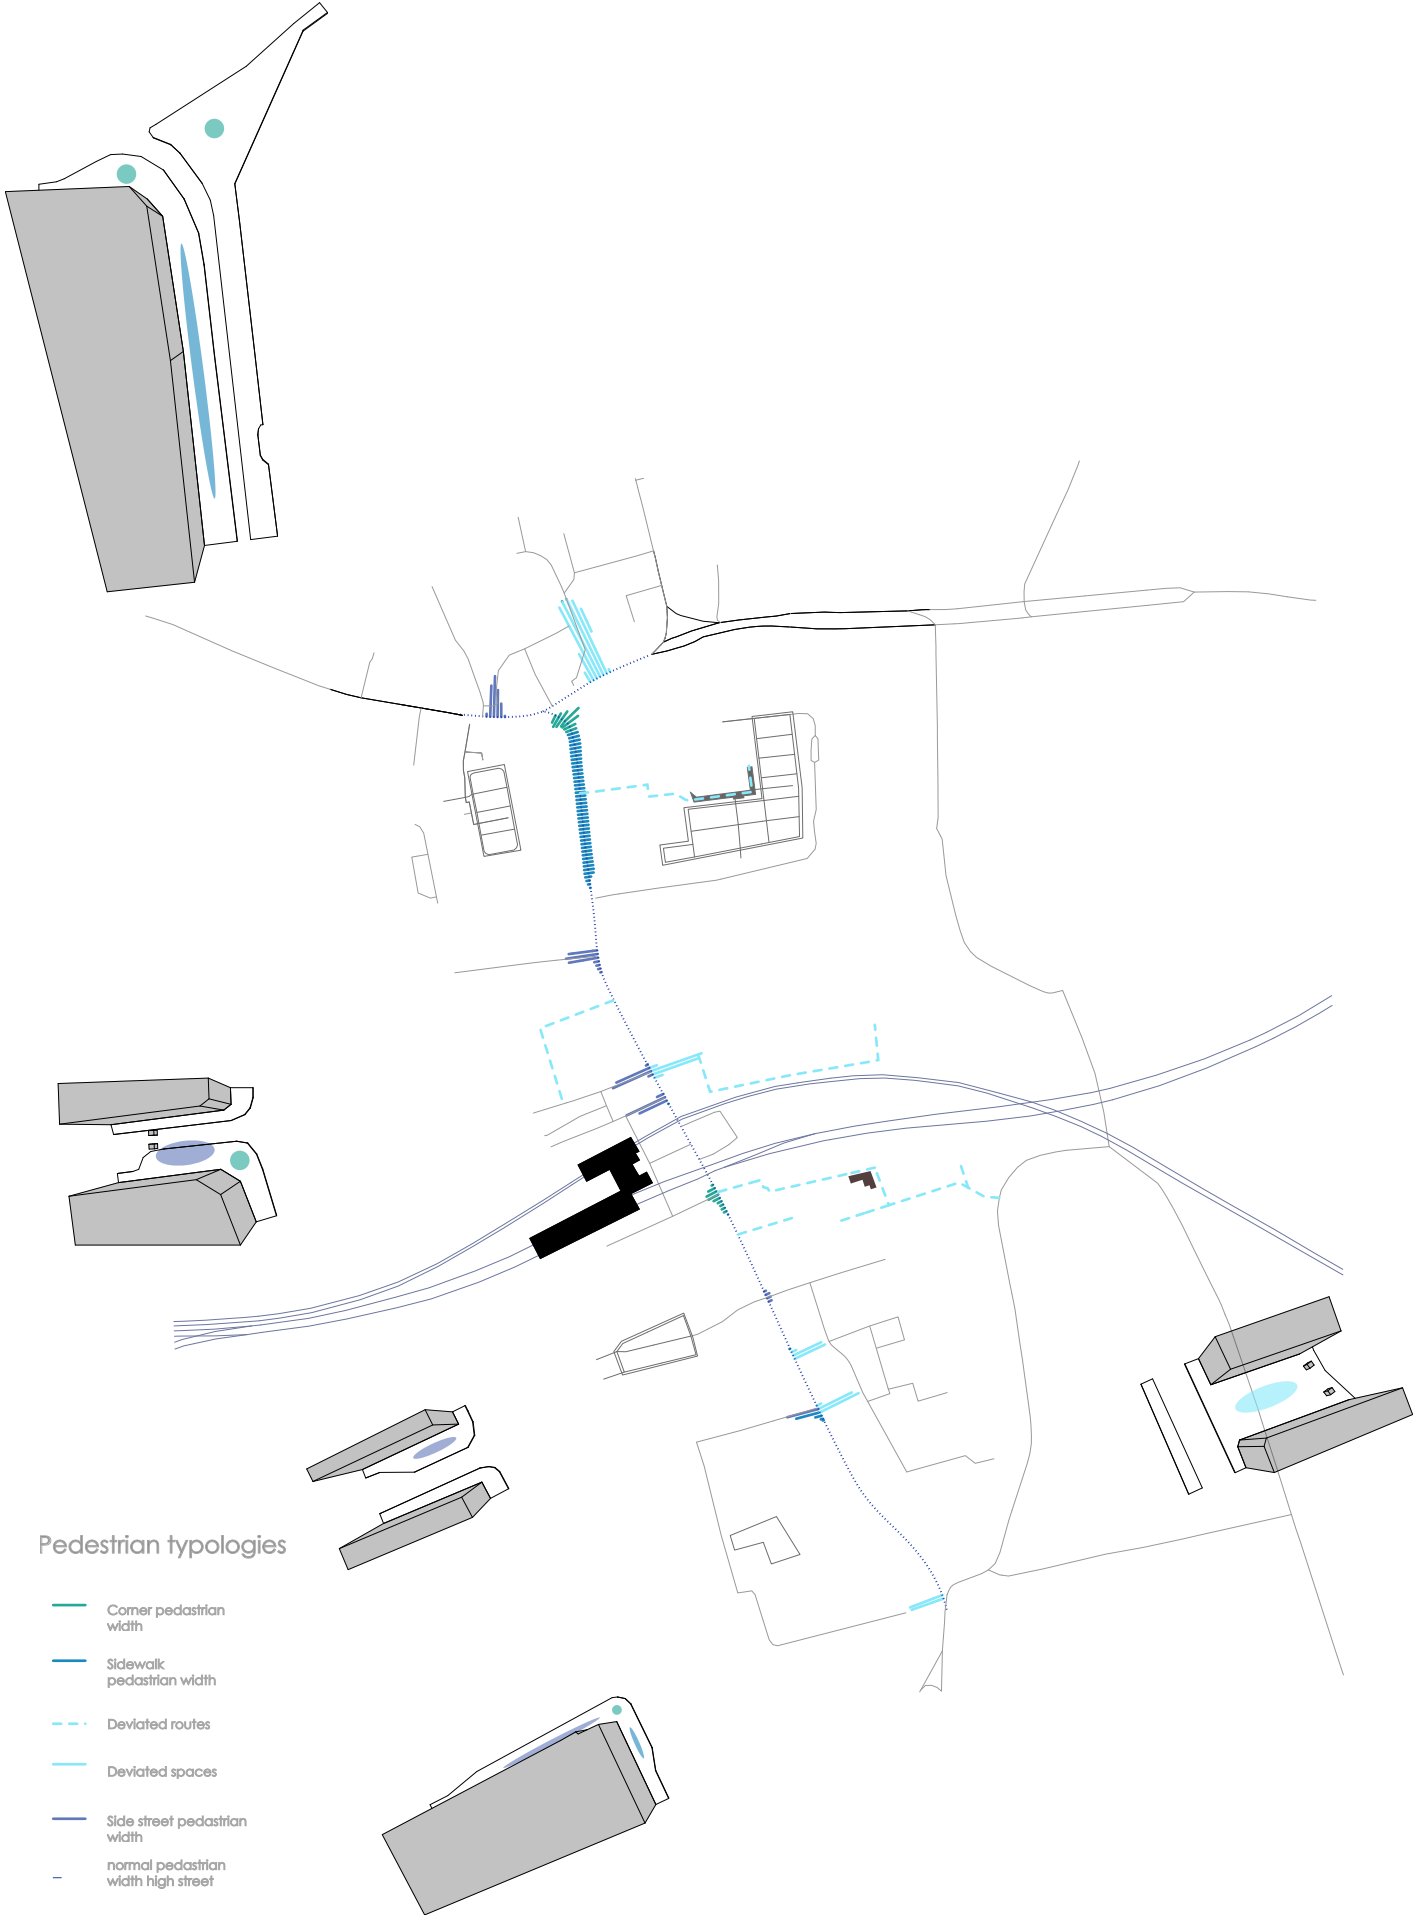 Pedestrian typologies
Corner pedastrian
width
Sidewalk
pedastrian width
Deviated routes
Deviated spaces
Side street pedastrian
width
normal pedastrian
width high street